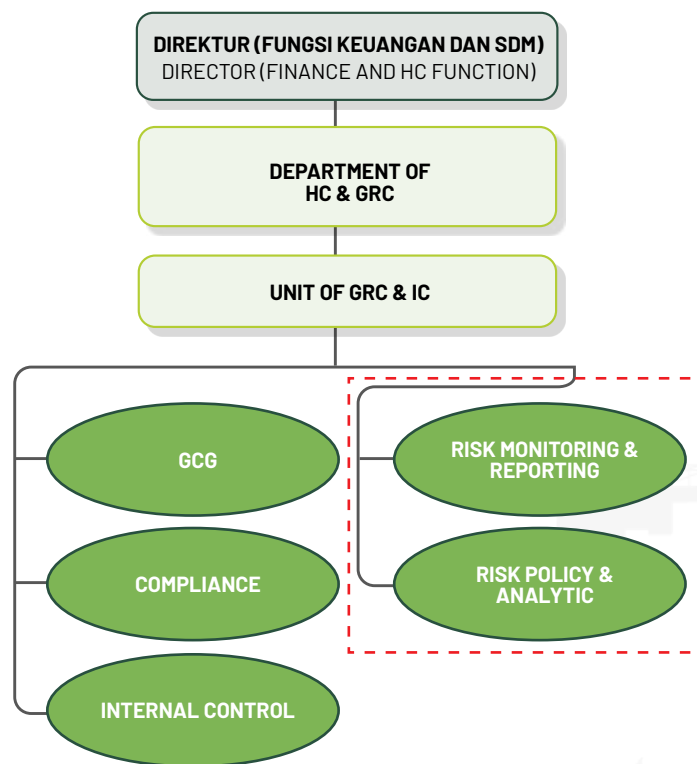 DIREKTUR (FUNGSI KEUANGAN DAN SDM)
DIRECTOR (FINANCE AND HC FUNCTION)
DEPARTMENT OF
HC & GRC
UNIT OF GRC & IC
GCG
COMPLIANCE
INTERNAL CONTROL
RISK MONITORING &
REPORTING
RISK POLICY &
ANALYTIC